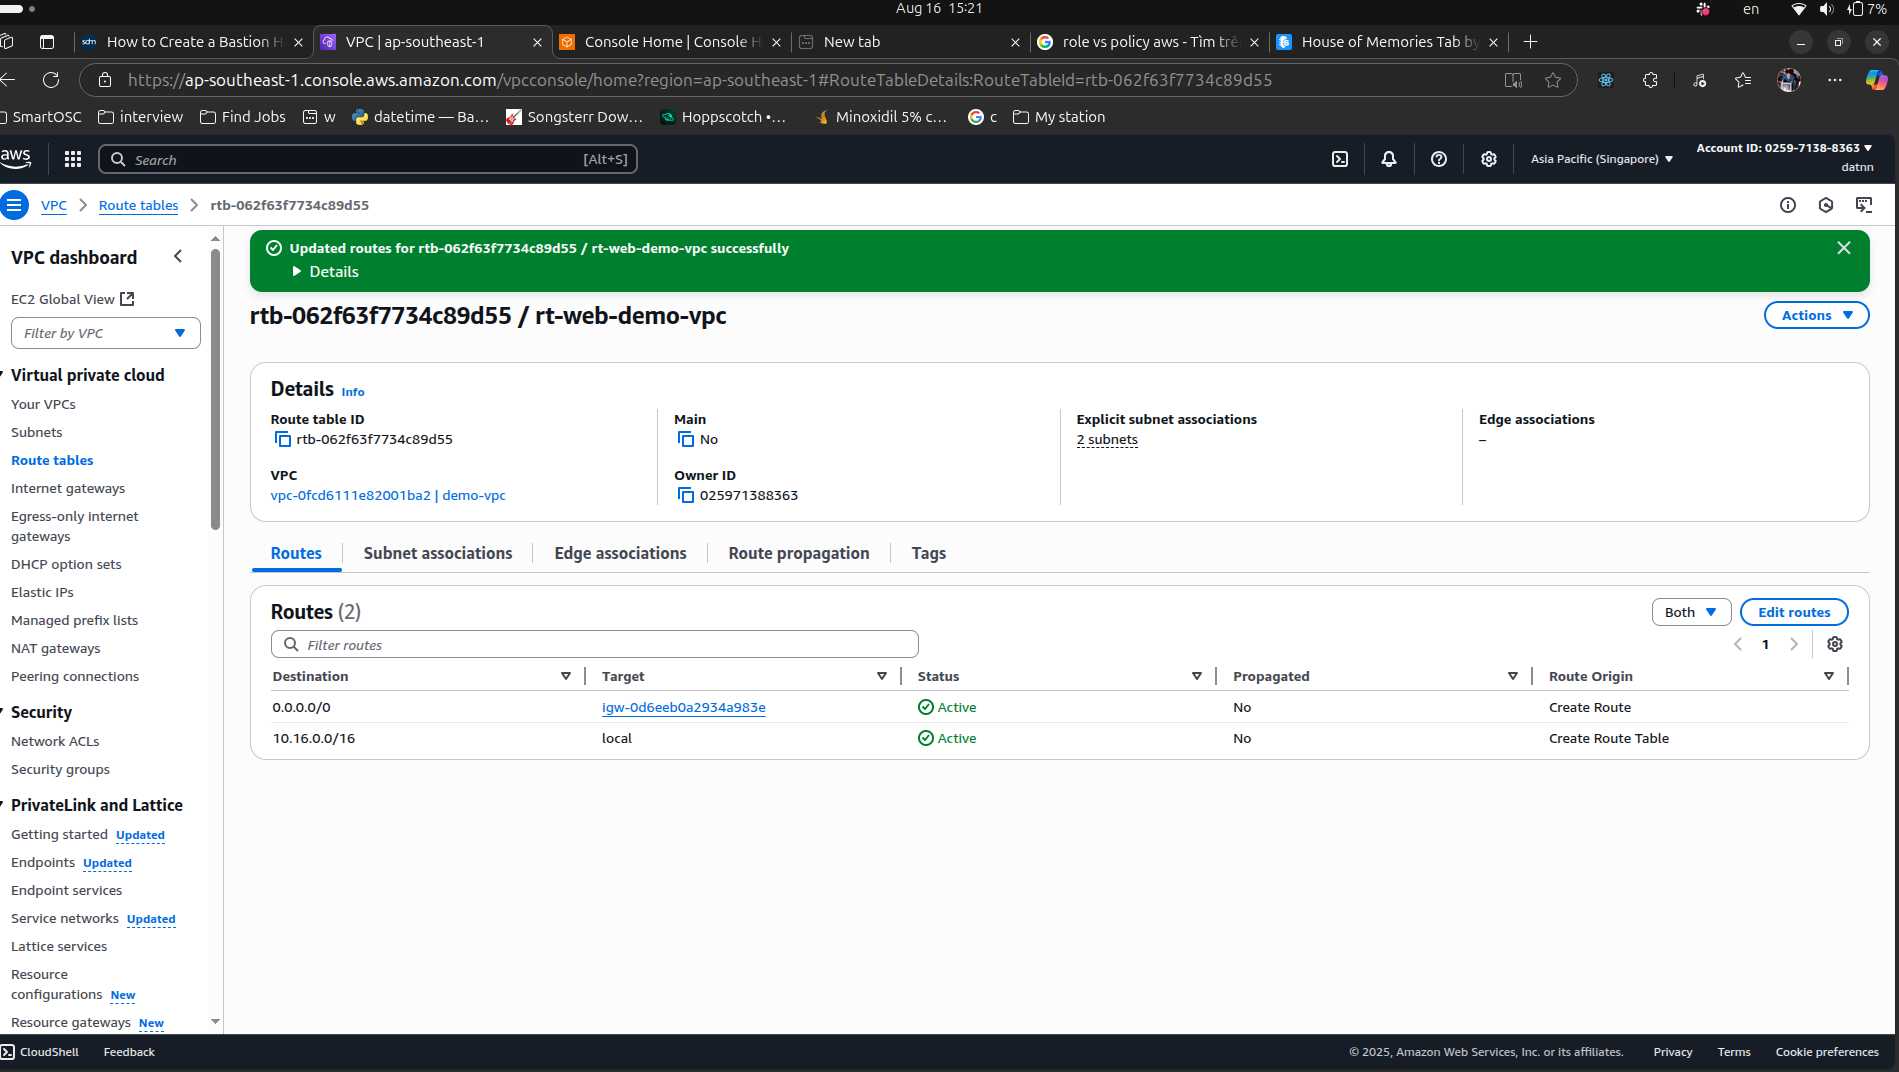 Aug 16 15:21
en
7%
How to Create a Bastion H
VPC | ap-southeast-1
Console Home | Console H
New tab
role vs policy aws - Tìm trê
House of Memories Tab by
https://ap-southeast-1.console.aws.amazon.com/vpcconsole/home?region=ap-southeast-1#RouteTableDetails:RouteTableId=rtb-062f63f7734c89d55
SmartOSC
interview
Find Jobs
w
datetime — Ba…
Songsterr Dow…
Hoppscotch •…
Minoxidil 5% c…
c
My station
aws
Search
[Alt+S]
Asia Pacific (Singapore)
Account ID: 0259-7138-8363
datnn
VPC
Route tables
rtb-062f63f7734c89d55
VPC dashboard
EC2 Global View
Filter by VPC
Virtual private cloud
Your VPCs
Subnets
Route tables
Internet gateways
Egress-only internet
gateways
DHCP option sets
Elastic IPs
Managed prefix lists
NAT gateways
Peering connections
Security
Network ACLs
Security groups
PrivateLink and Lattice
Getting started Updated
Endpoints Updated
Endpoint services
Service networks Updated
Lattice services
Resource
configurations New
Resource gateways New
Updated routes for rtb-062f63f7734c89d55 / rt-web-demo-vpc successfully
Details
rtb-062f63f7734c89d55 / rt-web-demo-vpc
Actions
Details Info
Route table ID
rtb-062f63f7734c89d55
Main
No
Explicit subnet associations
2 subnets
Edge associations
–
VPC
vpc-0fcd6111e82001ba2 | demo-vpc
Owner ID
025971388363
Routes
Subnet associations
Edge associations
Route propagation
Tags
Routes (2)
Both
Edit routes
Filter routes
1
Destination Target Status Propagated Route Origin
0.0.0.0/0 igw-0d6eeb0a2934a983e Active No Create Route
10.16.0.0/16 local Active No Create Route Table
CloudShell
Feedback
© 2025, Amazon Web Services, Inc. or its affiliates.
Privacy
Terms
Cookie preferences